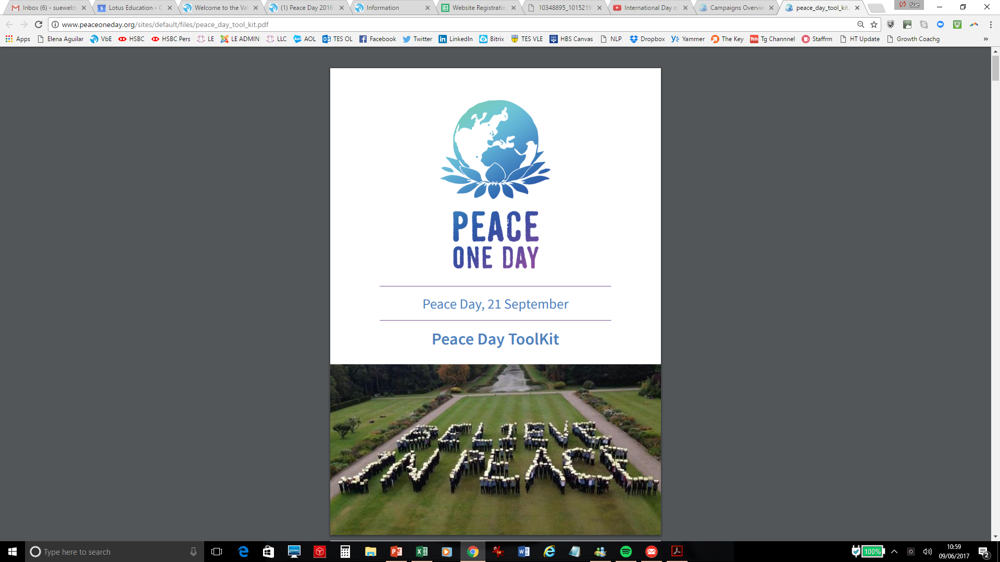 Inbox (6) - suewebb
Lotus Education - C
Welcome to the Val
(1) Peace Day 2016
Information
Website Registratio
10348895_1015219
International Day o
Campaigns Overvie
peace_day_tool_kit.
Sue
www.peaceoneday.org/sites/default/files/peace_day_tool_kit.pdf
Apps
Elena Aguilar
VbE
HSBC
HSBC Pers
LE
LE ADMIN
LLC
AOL
TES OL
Facebook
Twitter
LinkedIn
Bitrix
TES VLE
HBS Canvas
NLP
Dropbox
Yammer
The Key
Tg Channnel
Staffrm
HT Update
Growth Coachg
»
PEACE
ONE DAY
Peace Day, 21 September
Peace Day ToolKit
BELIEVE
IN PEACE
Type here to search
100%
10:59
09/06/2017
2